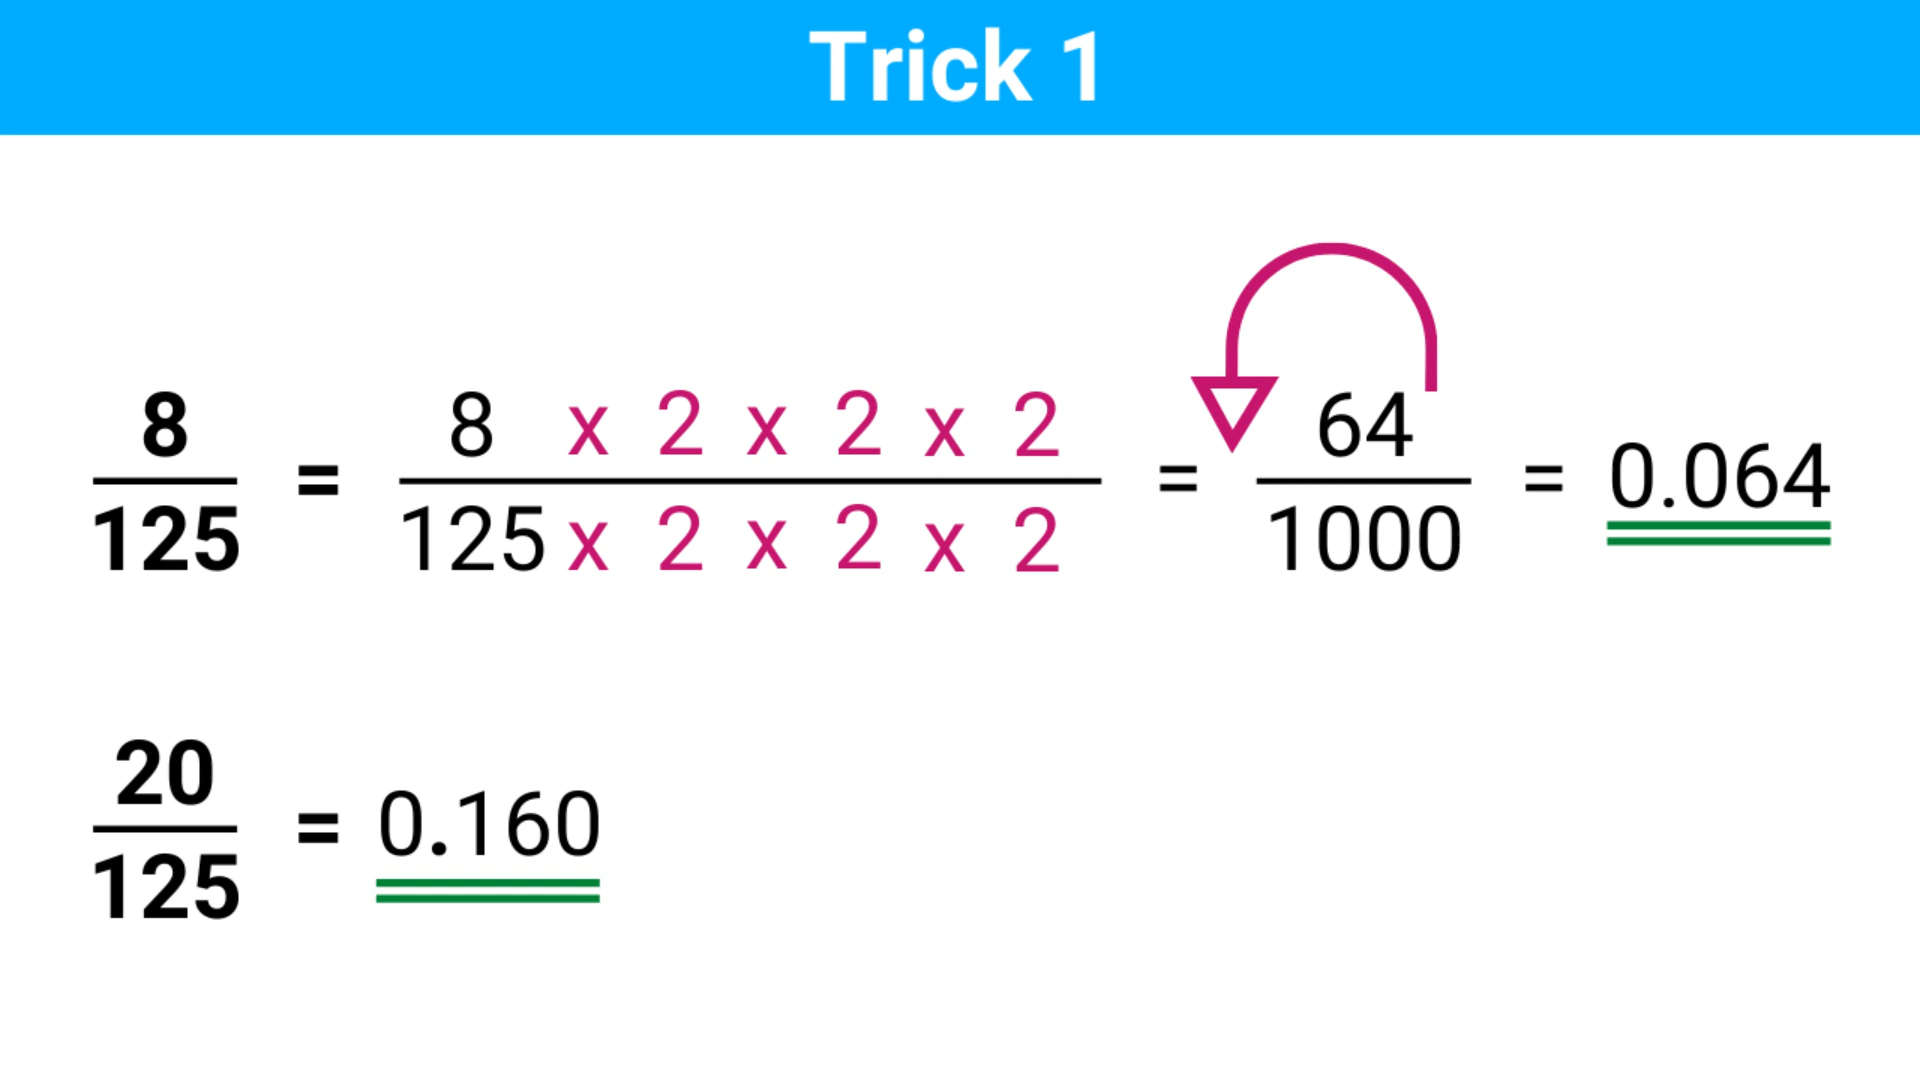 Trick 1
8/125 = 8 x 2 x 2 x 2/125 x 2 x 2 x 2 = 64/1000 = 0.064
20/125 = 0.160